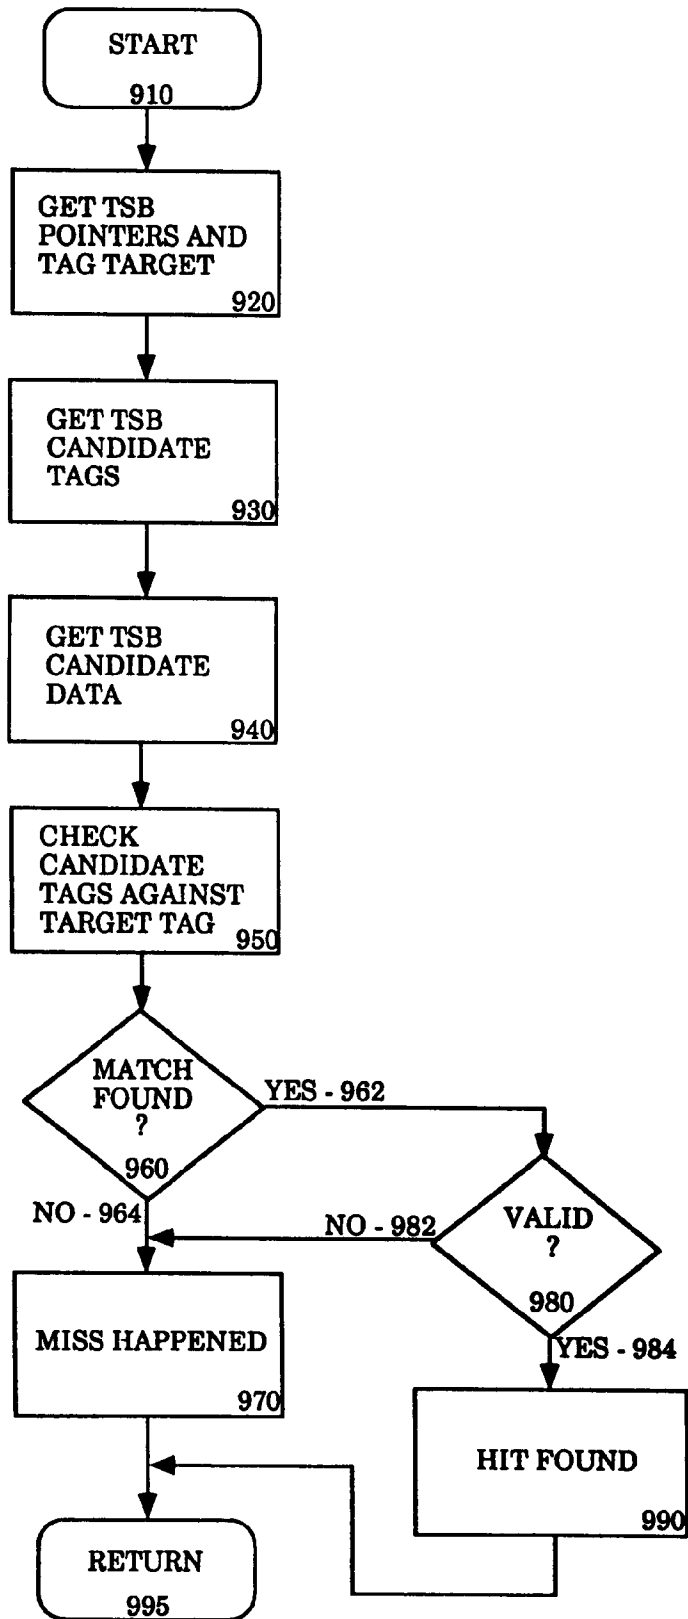 START
910
GET TSB
POINTERS AND
TAG TARGET
920
GET TSB
CANDIDATE
TAGS
930
GET TSB
CANDIDATE
DATA
940
CHECK
CANDIDATE
TAGS AGAINST
TARGET TAG
950
MATCH
FOUND
?
960
YES - 962
NO - 964
VALID
?
980
NO - 982
YES - 984
MISS HAPPENED
970
HIT FOUND
990
RETURN
995